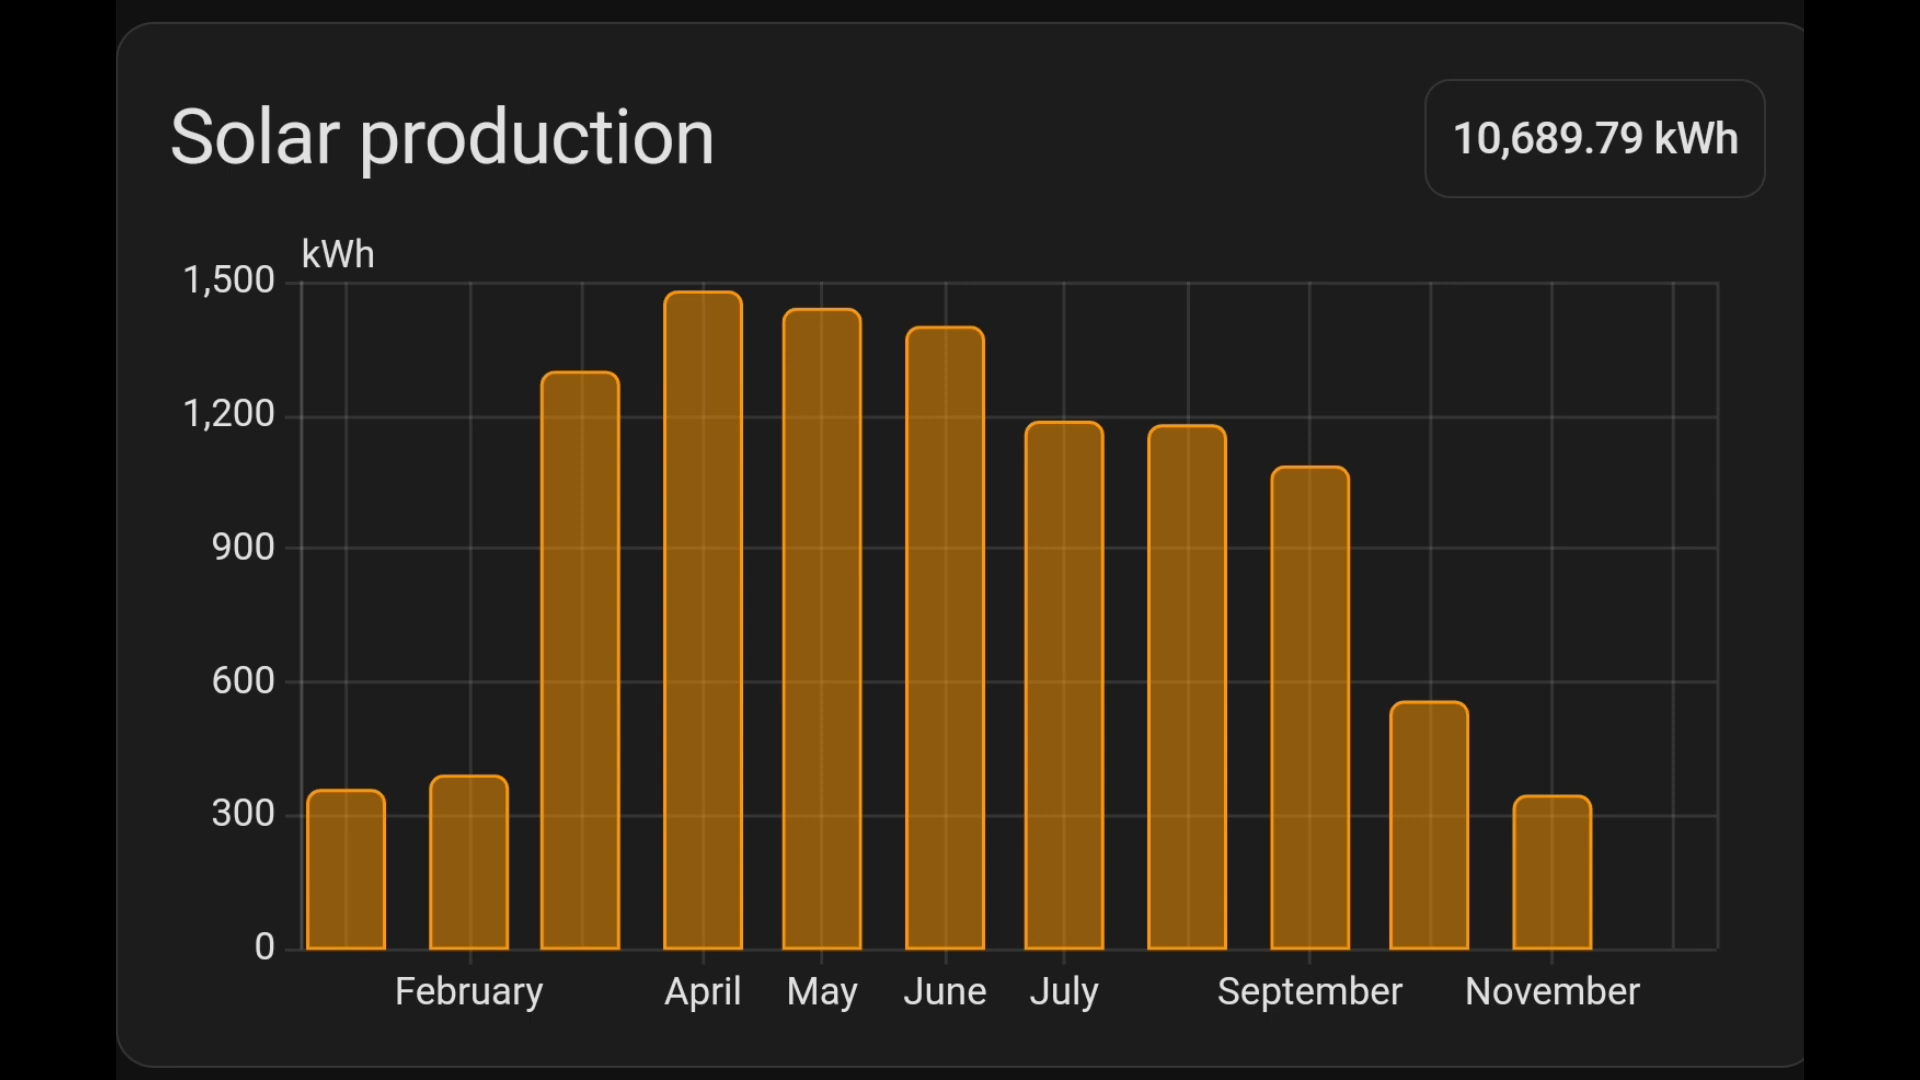 Solar production
10,689.79 kWh
kWh
1,500
1,200
900
600
300
0
February April May June July September November